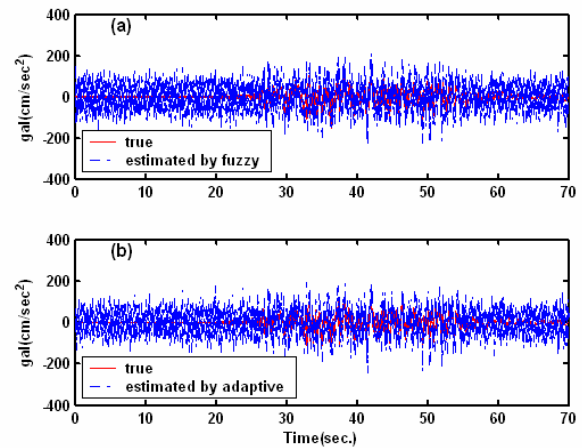 (a)
gal(cm/sec²)
400
200
0
-200
-400
true
estimated by fuzzy
0 10 20 30 40 50 60 70
(b)
gal(cm/sec²)
400
200
0
-200
-400
true
estimated by adaptive
0 10 20 30 40 50 60 70
Time(sec.)